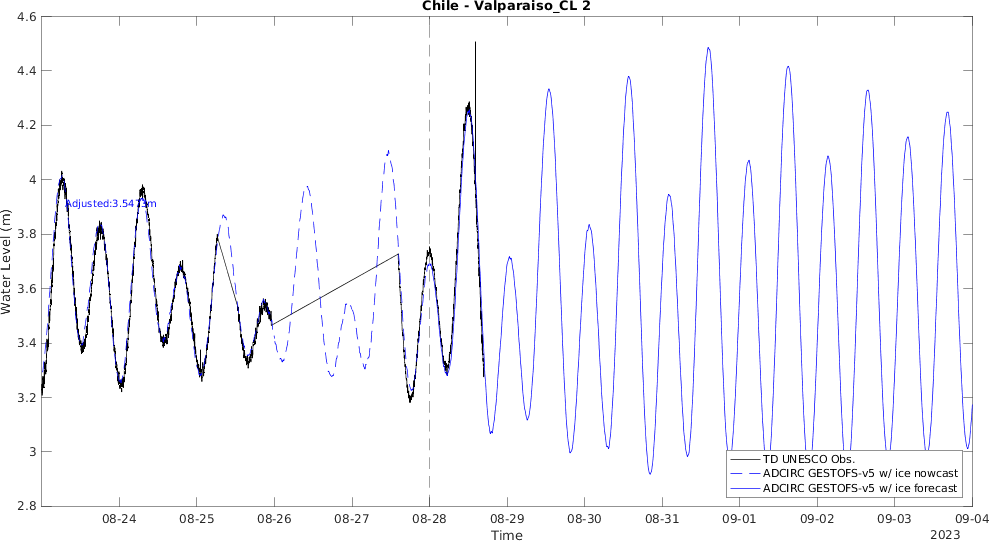 Chile - Valparaiso_CL 2
4.6
4.4
4.2
4
3.8
3.6
3.4
3.2
3
2.8
Water Level (m)
Adjusted:3.5473m
TD UNESCO Obs.
ADCIRC GESTOFS-v5 w/ ice nowcast
ADCIRC GESTOFS-v5 w/ ice forecast
08-24 08-25 08-26 08-27 08-28 08-29 08-30 08-31 09-01 09-02 09-03 09-04
Time
2023